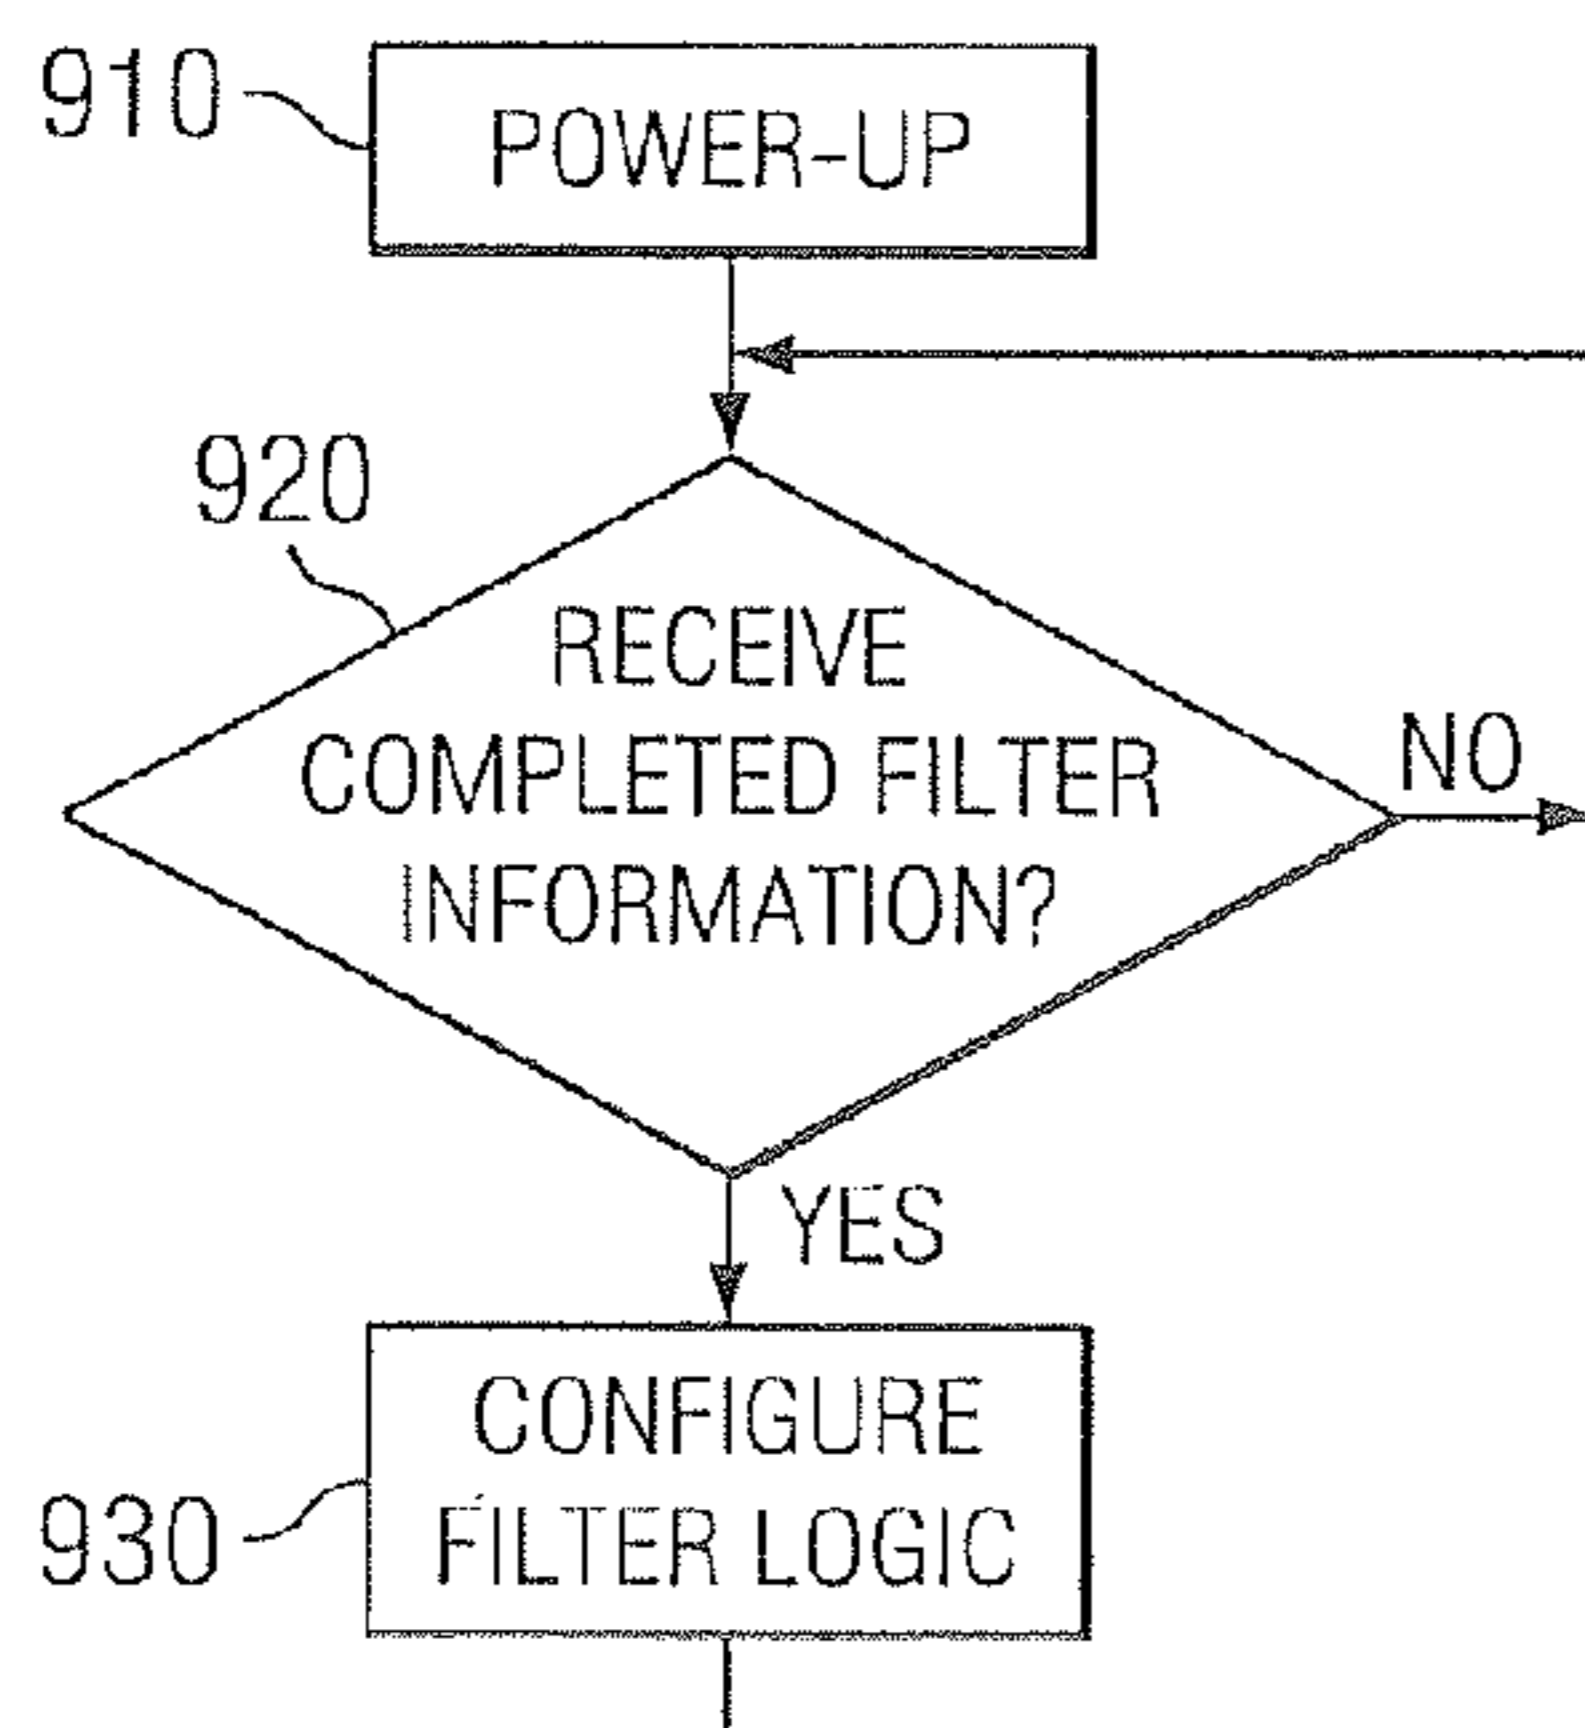 910
POWER-UP
920
RECEIVE
COMPLETED FILTER
INFORMATION?
NO
YES
CONFIGURE
FILTER LOGIC
930